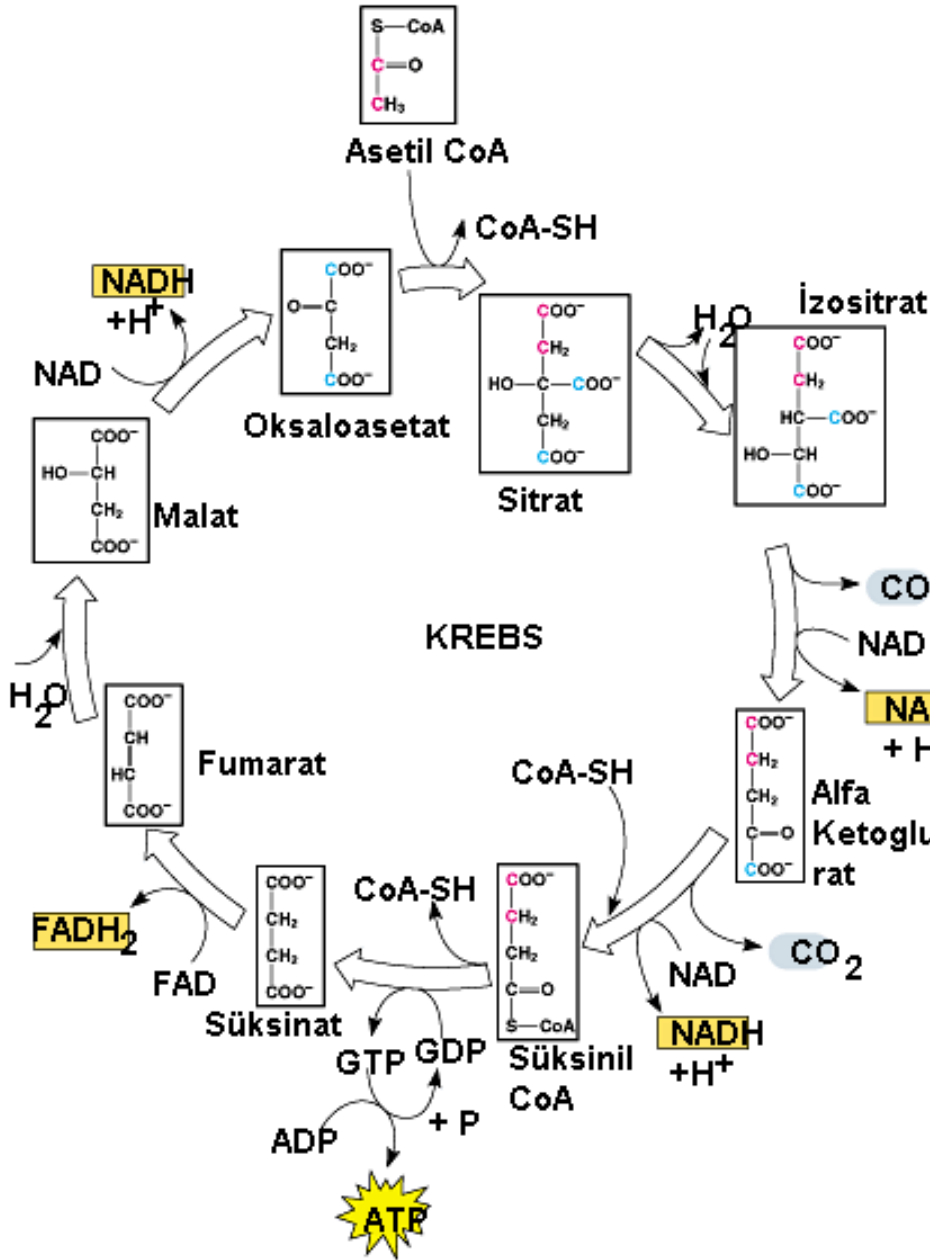 S—CoA
C=O
CH₃
Asetil CoA
CoA-SH
COO⁻
O—C
CH₂
COO⁻
Oksaloasetat
NADH
+H⁺
NAD
COO⁻
CH₂
HO—C—COO⁻
CH₂
COO⁻
Sitrat
H₂O
İzositrat
COO⁻
CH₂
HC—COO⁻
HO—CH
COO⁻
COO⁻
HO—CH
CH₂
COO⁻
Malat
KREBS
CO
NAD
NA
+ H
H₂O
COO⁻
CH
HC
COO⁻
Fumarat
CoA-SH
COO⁻
CH₂
CH₂
C—O
COO⁻
Alfa
Ketoglu
rat
FADH₂
FAD
COO⁻
CH₂
CH₂
COO⁻
Süksinat
CoA-SH
COO⁻
CH₂
CH₂
C=O
S—CoA
Süksinil
CoA
NAD
CO₂
NADH
+H⁺
GTP
GDP
+ P
ADP
ATP